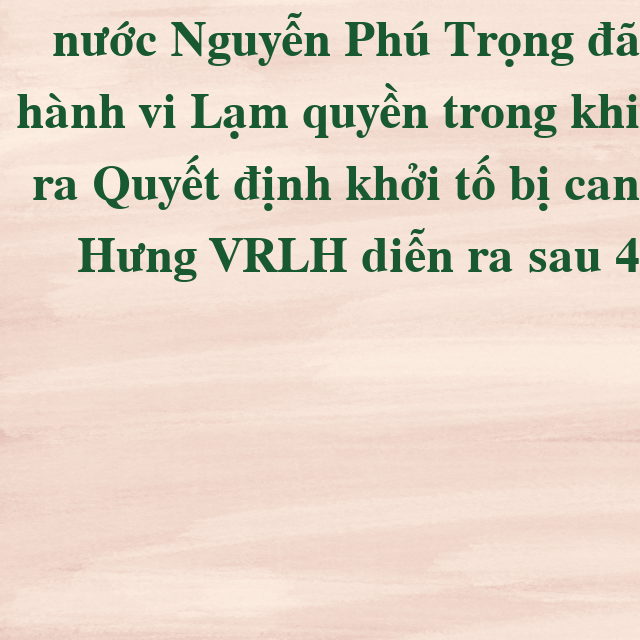 nước Nguyễn Phú Trọng đã
hành vi Lạm quyền trong khi
ra Quyết định khởi tố bị can
Hưng VRLH diễn ra sau 4